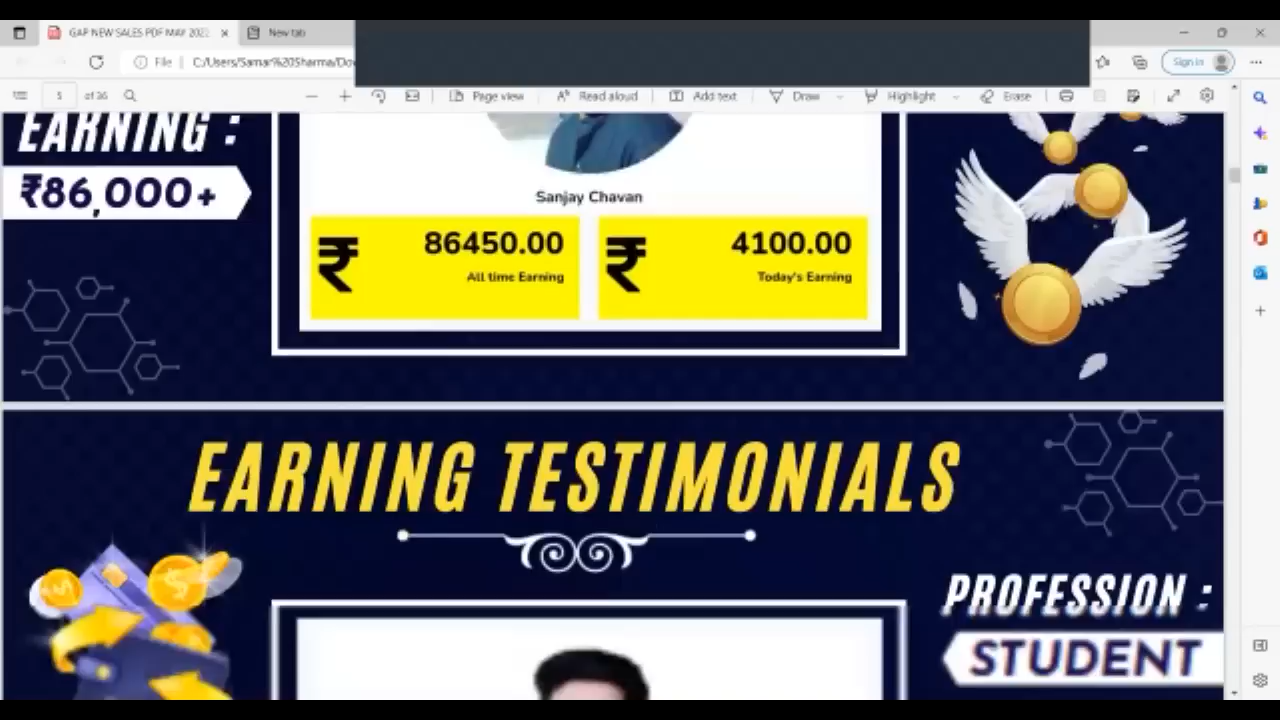 GAP NEW SALES PDF MAY 202
New tab
File
C:/Users/Samar%20Sharma/Do
Sign in
5 of 36
Page view
Read aloud
Add text
Draw
Highlight
Erase
EARNING :
₹86,000+
Sanjay Chavan
₹ 86450.00
All time Earning
₹ 4100.00
Today's Earning
EARNING TESTIMONIALS
PROFESSION :
STUDENT